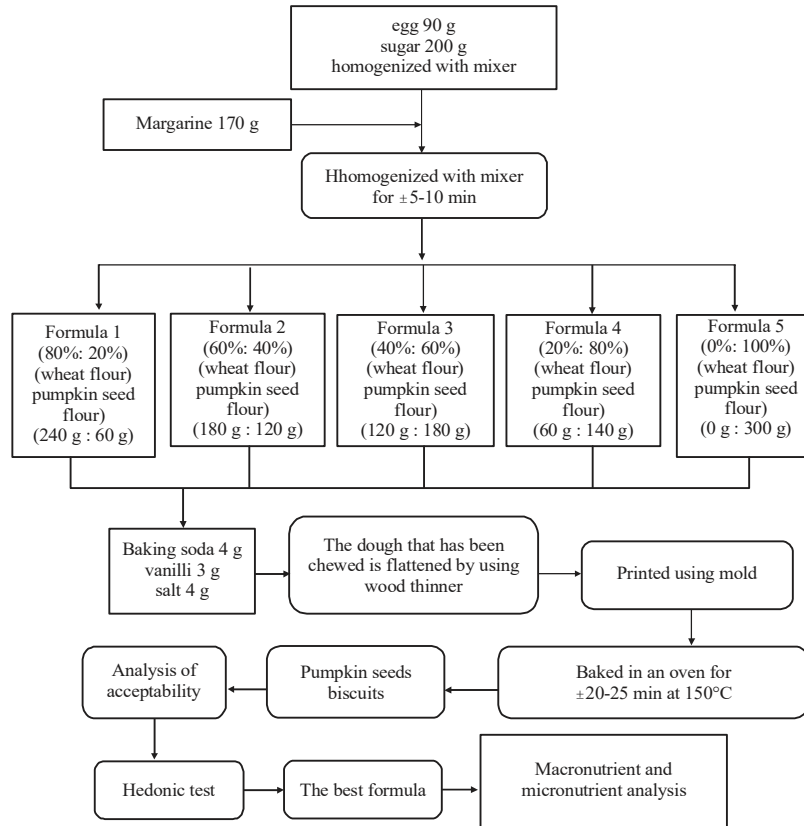 egg 90 g
sugar 200 g
homogenized with mixer
Margarine 170 g
Hhomogenized with mixer
for ±5-10 min
Formula 1
(80%: 20%)
(wheat flour)
pumpkin seed
flour)
(240 g : 60 g)
Formula 2
(60%: 40%)
(wheat flour)
pumpkin seed
flour)
(180 g : 120 g)
Formula 3
(40%: 60%)
(wheat flour)
pumpkin seed
flour)
(120 g : 180 g)
Formula 4
(20%: 80%)
(wheat flour)
pumpkin seed
flour)
(60 g : 140 g)
Formula 5
(0%: 100%)
(wheat flour)
pumpkin seed
flour)
(0 g : 300 g)
Baking soda 4 g
vanilli 3 g
salt 4 g
The dough that has been
chewed is flattened by using
wood thinner
Printed using mold
Analysis of
acceptability
Pumpkin seeds
biscuits
Baked in an oven for
±20-25 min at 150°C
Hedonic test
The best formula
Macronutrient and
micronutrient analysis